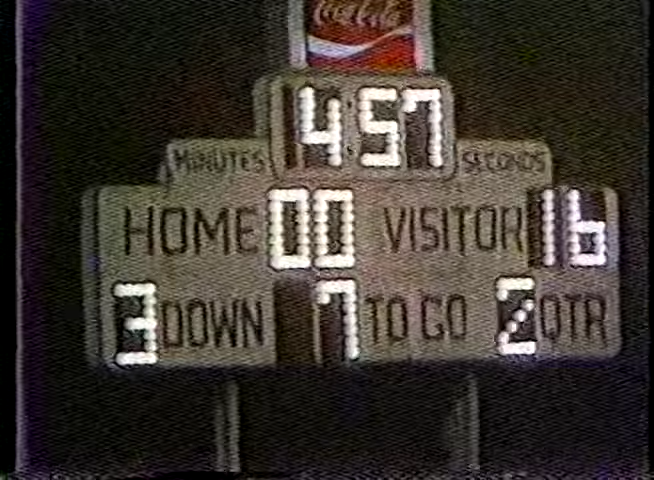 Coca-Cola
4:57
MINUTES SECONDS
HOME 00 VISITOR 16
3 DOWN 7 TO GO 2 QTR